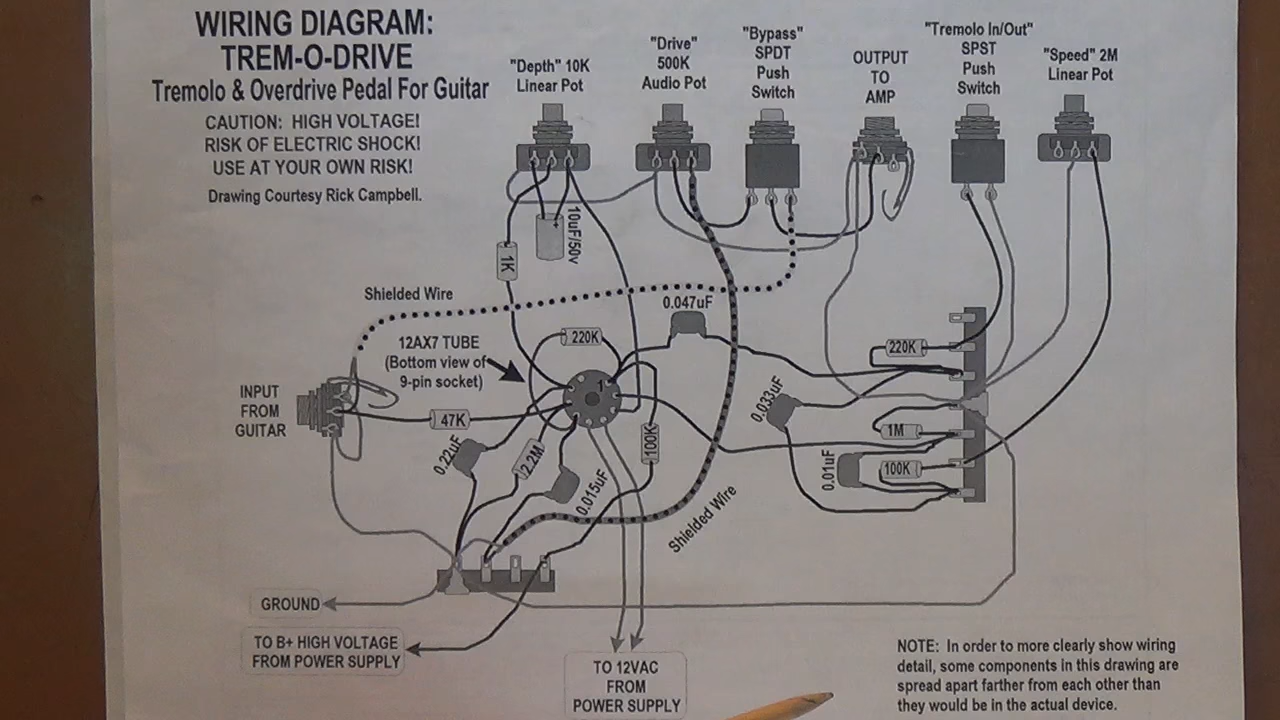 WIRING DIAGRAM:
TREM-O-DRIVE
Tremolo & Overdrive Pedal For Guitar
CAUTION: HIGH VOLTAGE!
RISK OF ELECTRIC SHOCK!
USE AT YOUR OWN RISK!
Drawing Courtesy Rick Campbell.
"Depth" 10K
Linear Pot
"Drive"
500K
Audio Pot
"Bypass"
SPDT
Push
Switch
OUTPUT
TO
AMP
"Tremolo In/Out"
SPST
Push
Switch
"Speed" 2M
Linear Pot
+
10uF/50v
1K
Shielded Wire
0.047uF
12AX7 TUBE
(Bottom view of
9-pin socket)
220K
1
220K
INPUT
FROM
GUITAR
47K
0.22uF
2.2M
0.015uF
100K
0.033uF
1M
0.01uF
100K
Shielded Wire
GROUND
TO B+ HIGH VOLTAGE
FROM POWER SUPPLY
TO 12VAC
FROM
POWER SUPPLY
NOTE: In order to more clearly show wiring
detail, some components in this drawing are
spread apart farther from each other than
they would be in the actual device.